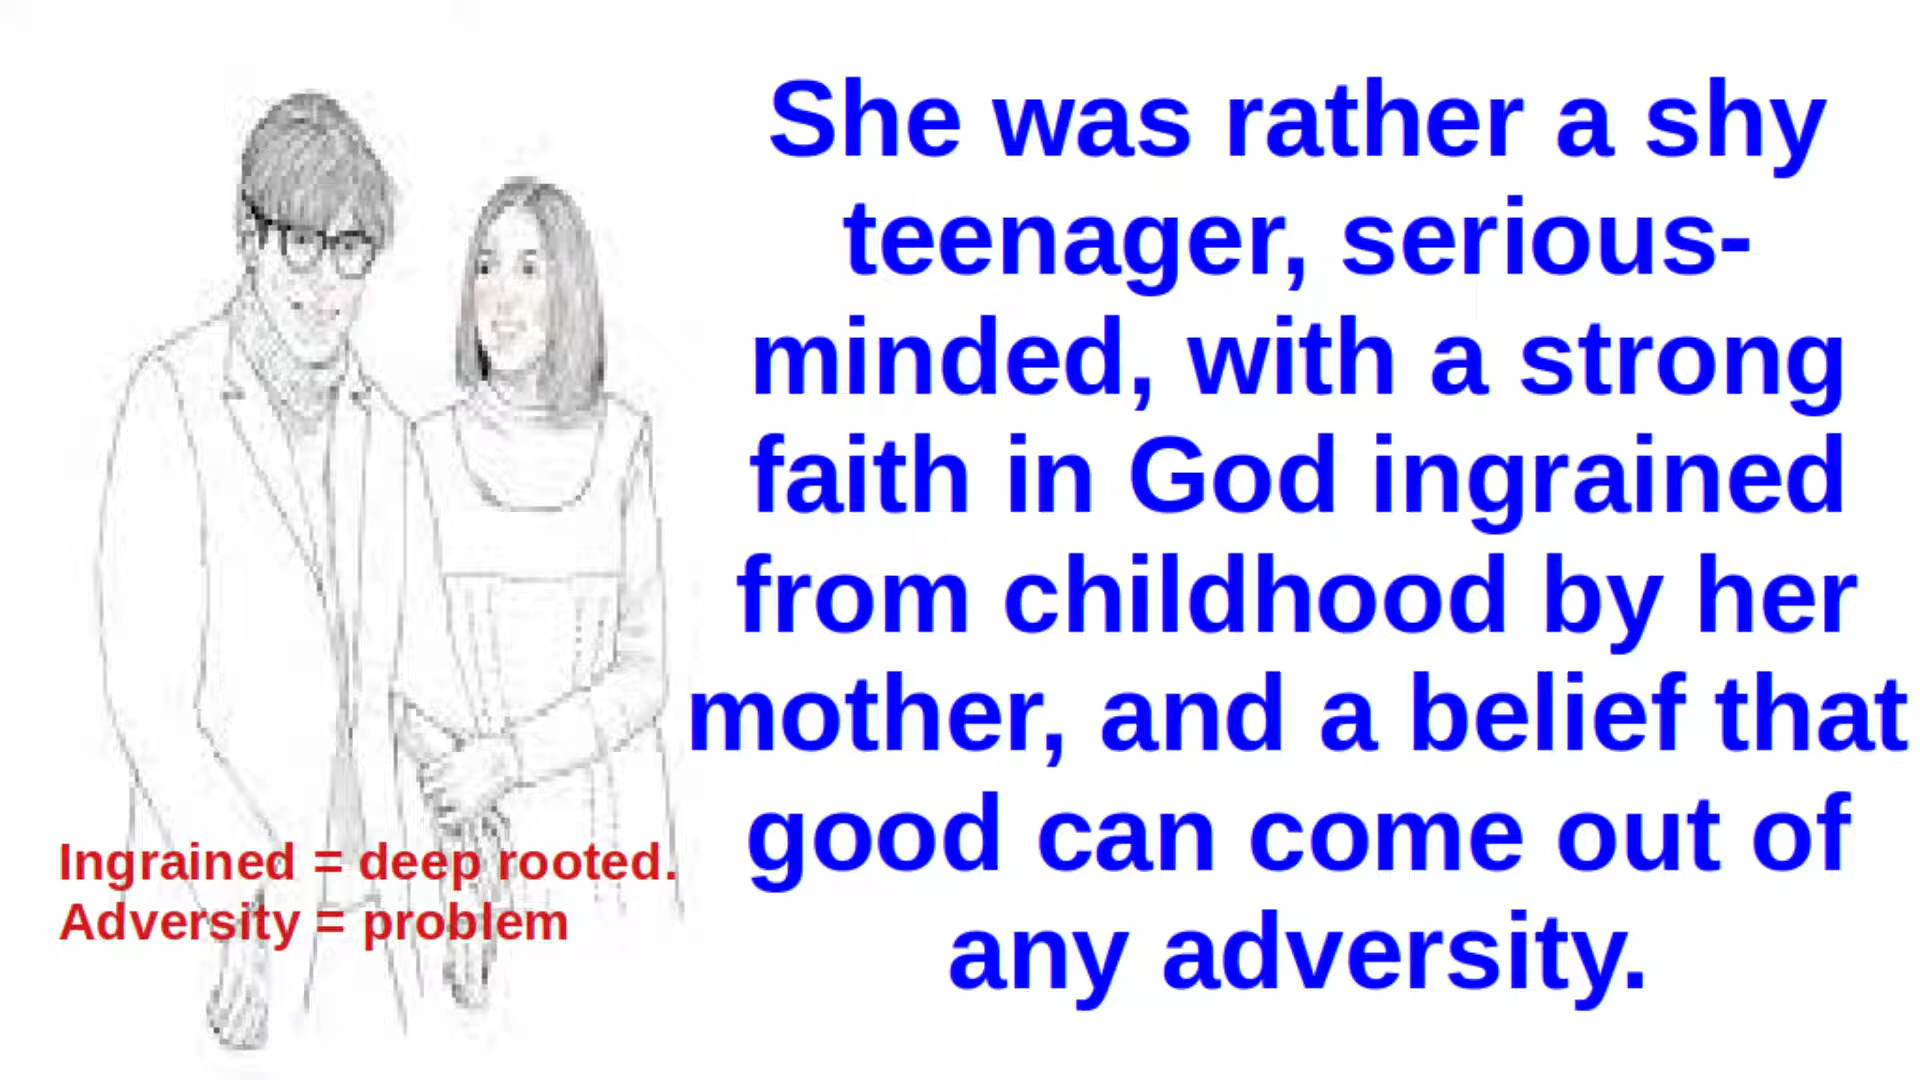 She was rather a shy
teenager, serious-
minded, with a strong
faith in God ingrained
from childhood by her
mother, and a belief that
good can come out of
any adversity.
Ingrained = deep rooted.
Adversity = problem